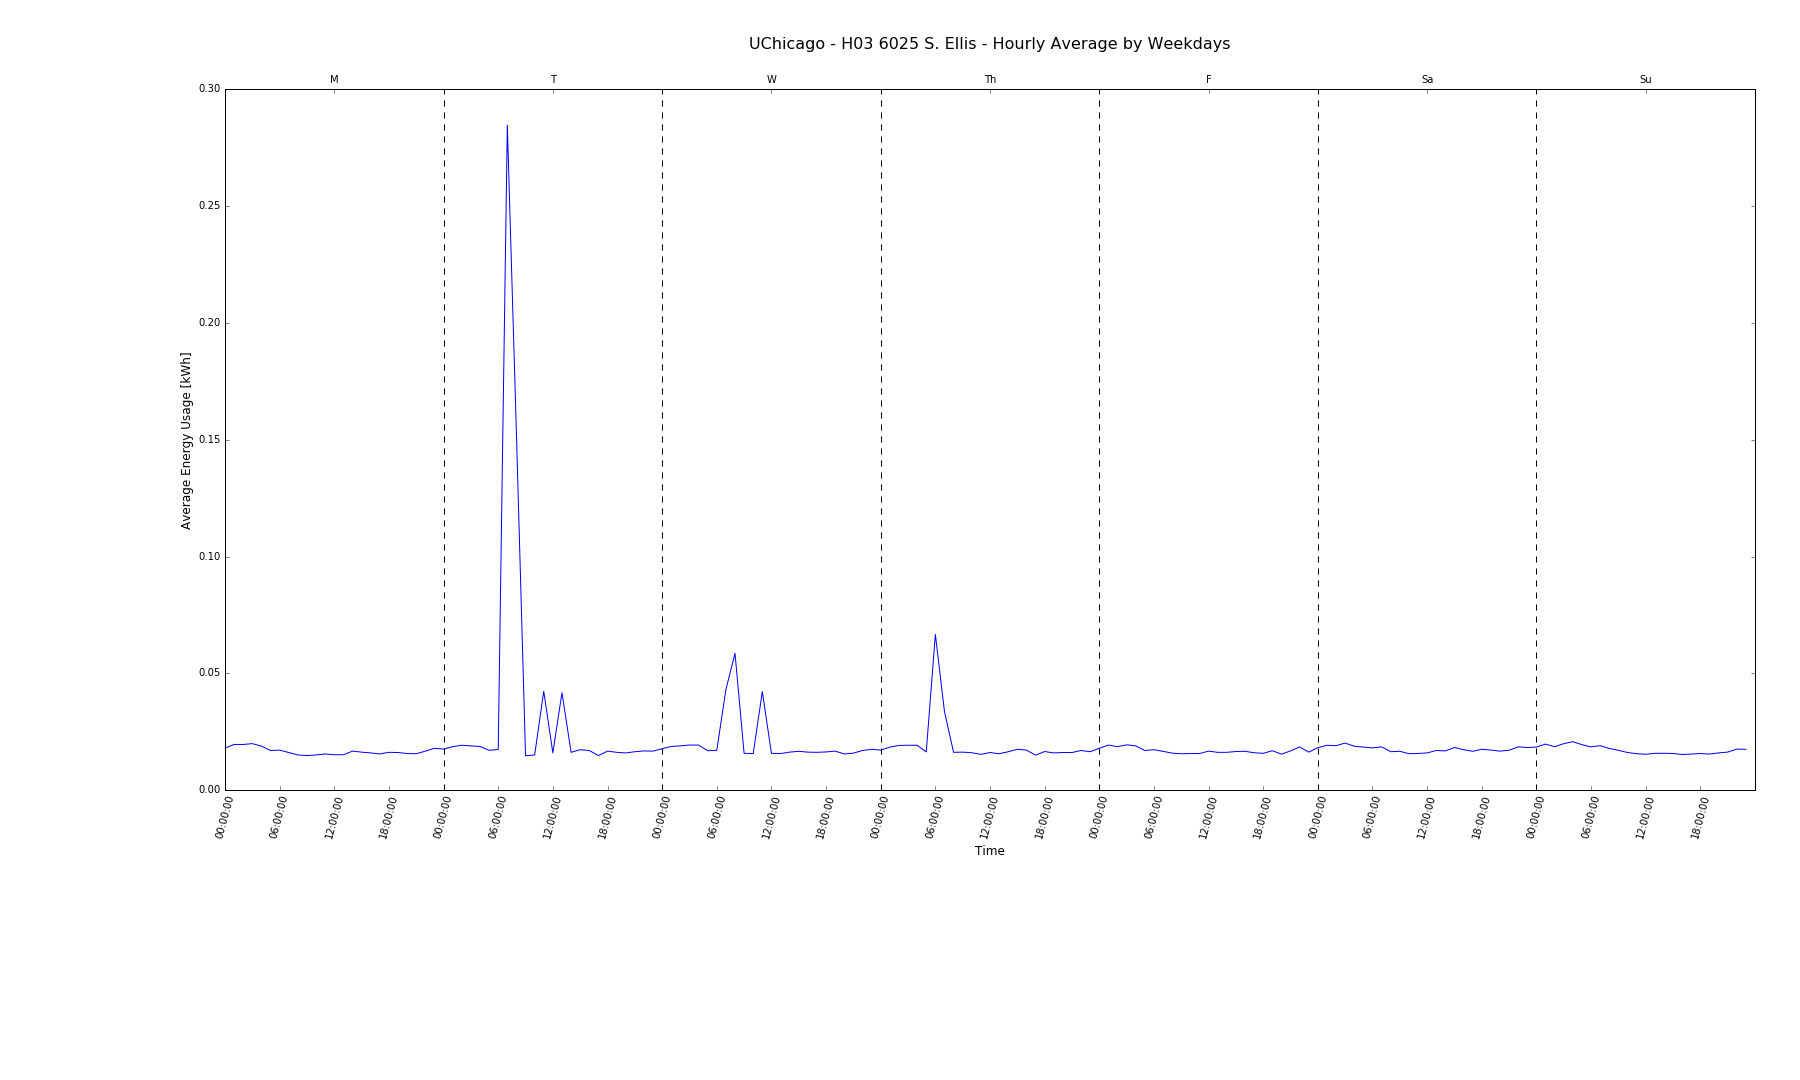 UChicago - H03 6025 S. Ellis - Hourly Average by Weekdays
M T W Th F Sa Su
0.30
0.25
0.20
0.15
0.10
0.05
0.00
Average Energy Usage [kWh]
00:00:00 06:00:00 12:00:00 18:00:00 00:00:00 06:00:00 12:00:00 18:00:00 00:00:00 06:00:00 12:00:00 18:00:00 00:00:00 06:00:00 12:00:00 18:00:00 00:00:00 06:00:00 12:00:00 18:00:00 00:00:00 06:00:00 12:00:00 18:00:00 00:00:00 06:00:00 12:00:00 18:00:00
Time